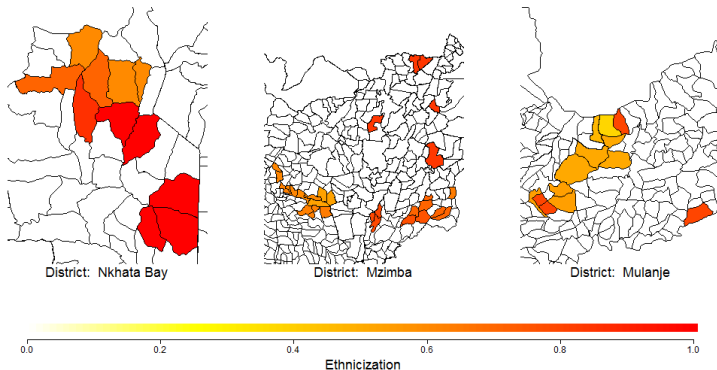 District: Nkhata Bay
District: Mzimba
District: Mulanje
0.0 0.2 0.4 0.6 0.8 1.0
Ethnicization